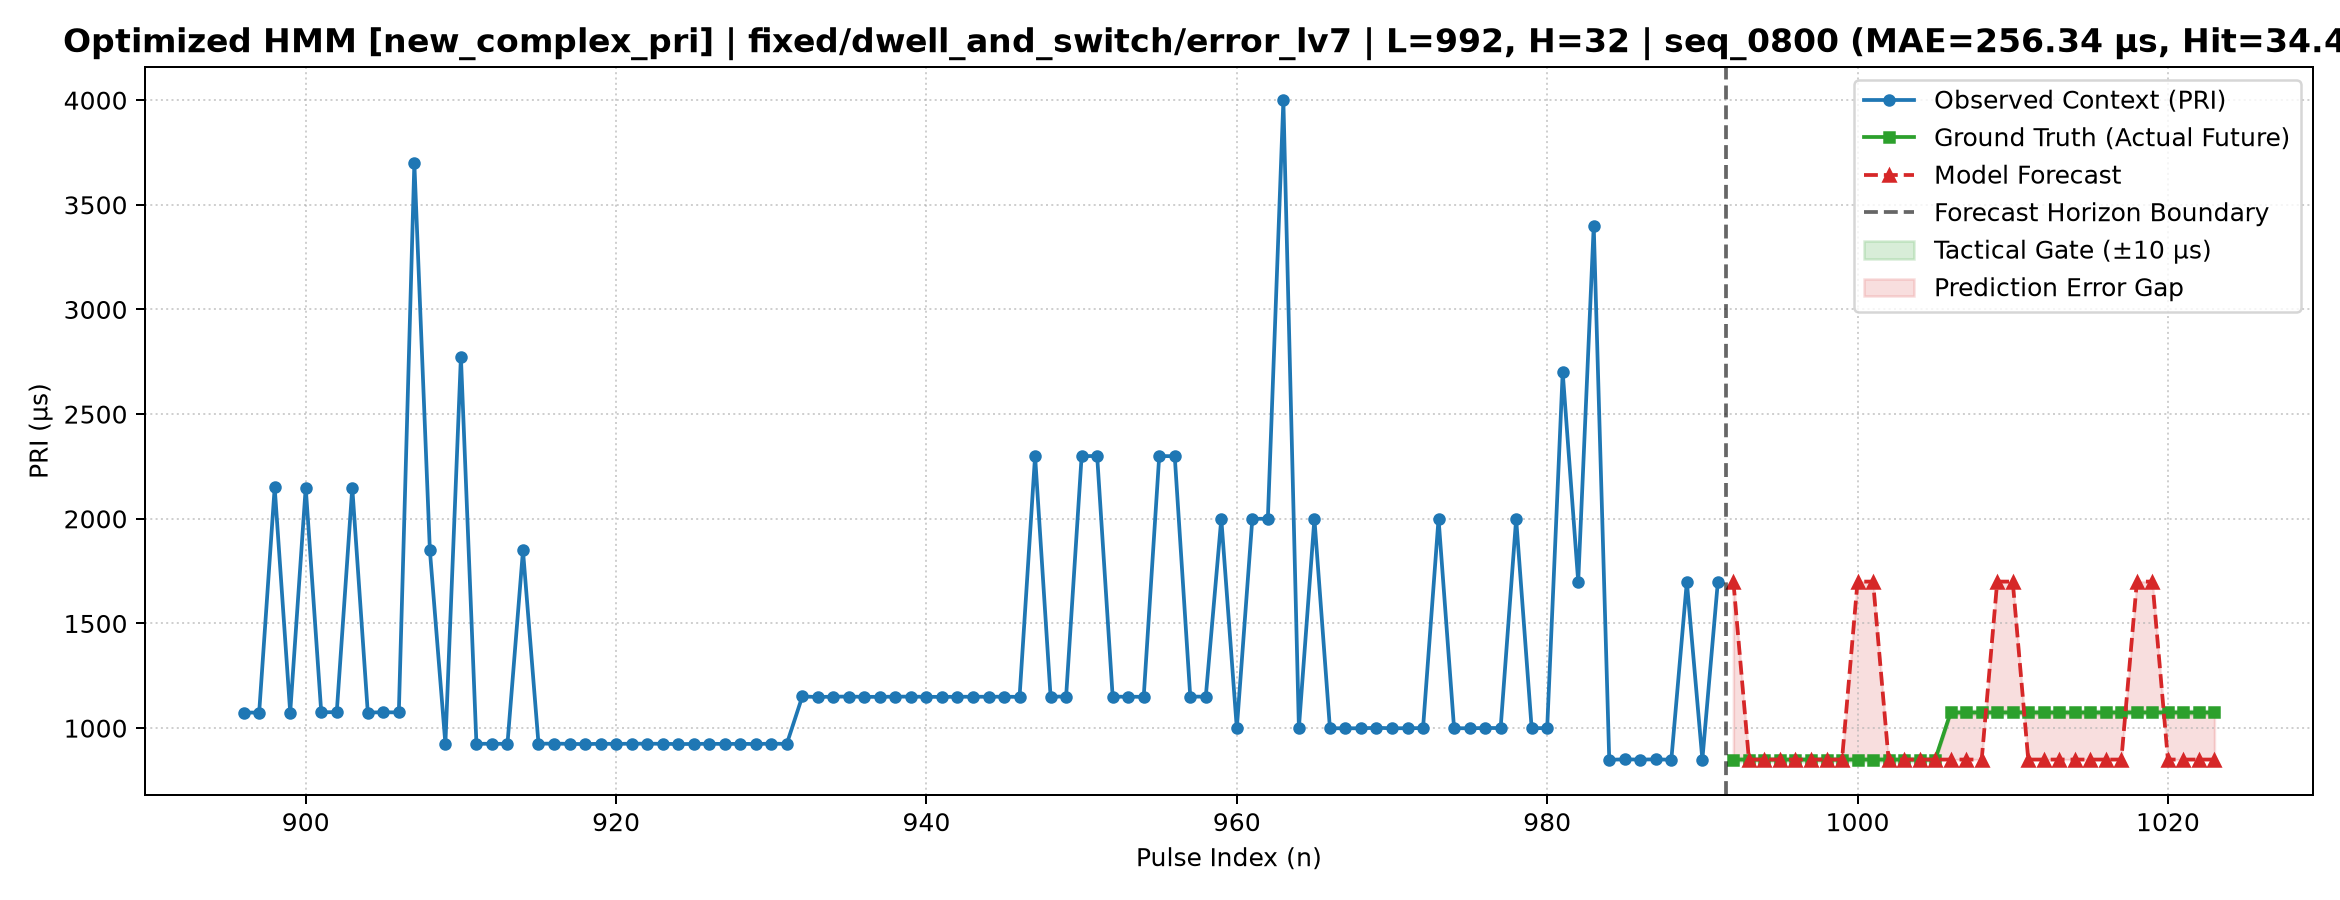 Optimized HMM [new_complex_pri] | fixed/dwell_and_switch/error_lv7 | L=992, H=32 | seq_0800 (MAE=256.34 µs, Hit=34.4
4000
3500
3000
2500
2000
1500
1000
PRI (µs)
Observed Context (PRI)
Ground Truth (Actual Future)
Model Forecast
Forecast Horizon Boundary
Tactical Gate (±10 µs)
Prediction Error Gap
900 920 940 960 980 1000 1020
Pulse Index (n)